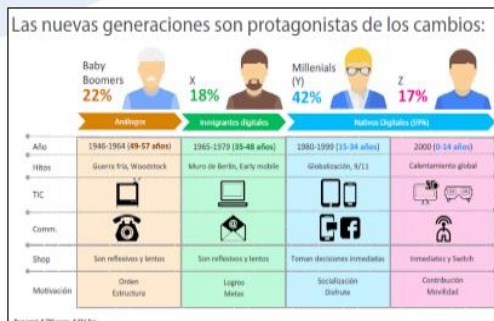 Las nuevas generaciones son protagonistas de los cambios:
Baby Boomers
22%
X
18%
Millenials (Y)
42%
Z
17%
Análogos
Inmigrantes digitales
Nativos Digitales (59%)
Año
1946-1964 (49-57 años)
1965-1979 (35-48 años)
1980-1999 (15-34 años)
2000 (0-14 años)
Hitos
Guerra fría, Woodstock
Muro de Berlín, Early mobile
Globalización, 9/11
Calentamiento global
TIC
Comm.
Shop
Son reflexivos y lentos
Son reflexivos y lentos
Toman decisiones inmediatas
Inmediatez y Switch
Motivación
Orden
Estructura
Logros
Metas
Socialización
Disfrute
Contribución
Movilidad